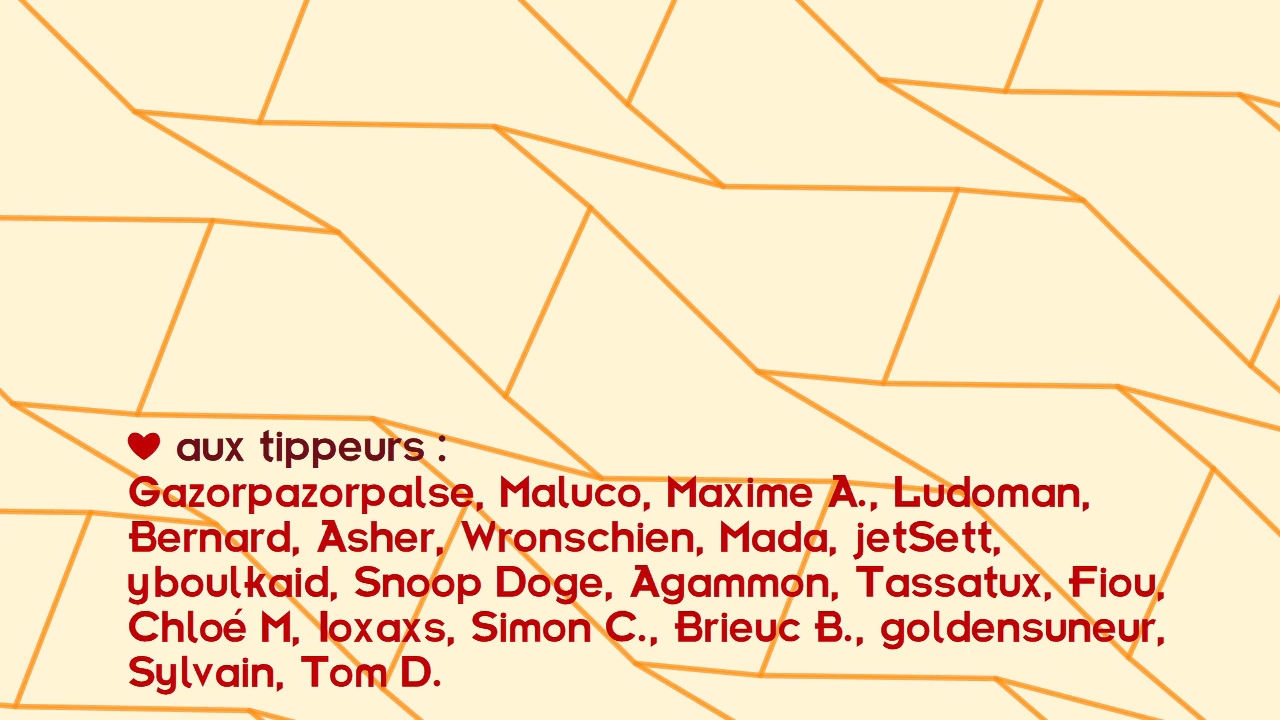 ❤ aux tippeurs :
Gazorpazorpalse, Maluco, Maxime A., Ludoman,
Bernard, Asher, Wronschien, Mada, jetSett,
yboulkaid, Snoop Doge, Agammon, Tassatux, Fiou,
Chloé M, Ioxaxs, Simon C., Brieuc B., goldensuneur,
Sylvain, Tom D.